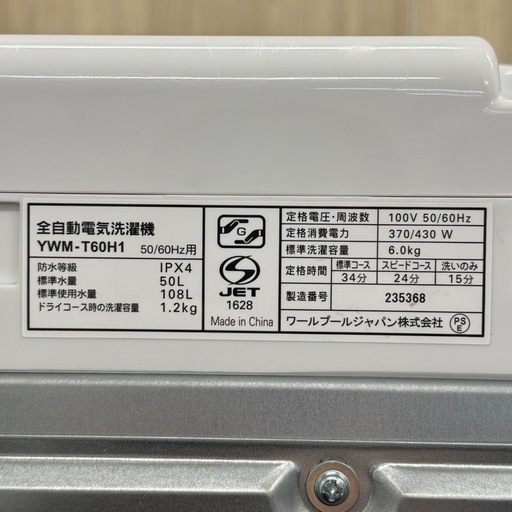 全自動電気洗濯機
YWM-T60H1 50/60Hz用
防水等級 IPX4
標準水量 50L
標準使用水量 108L
ドライコース時の洗濯容量 1.2kg
G
JET
1628
Made in China
定格電圧・周波数 100V 50/60Hz
定格消費電力 370/430 W
標準洗濯容量 6.0kg
定格時間 標準コース スピードコース 洗いのみ
34分 24分 15分
製造番号 235368
ワールプールジャパン株式会社 PS
E